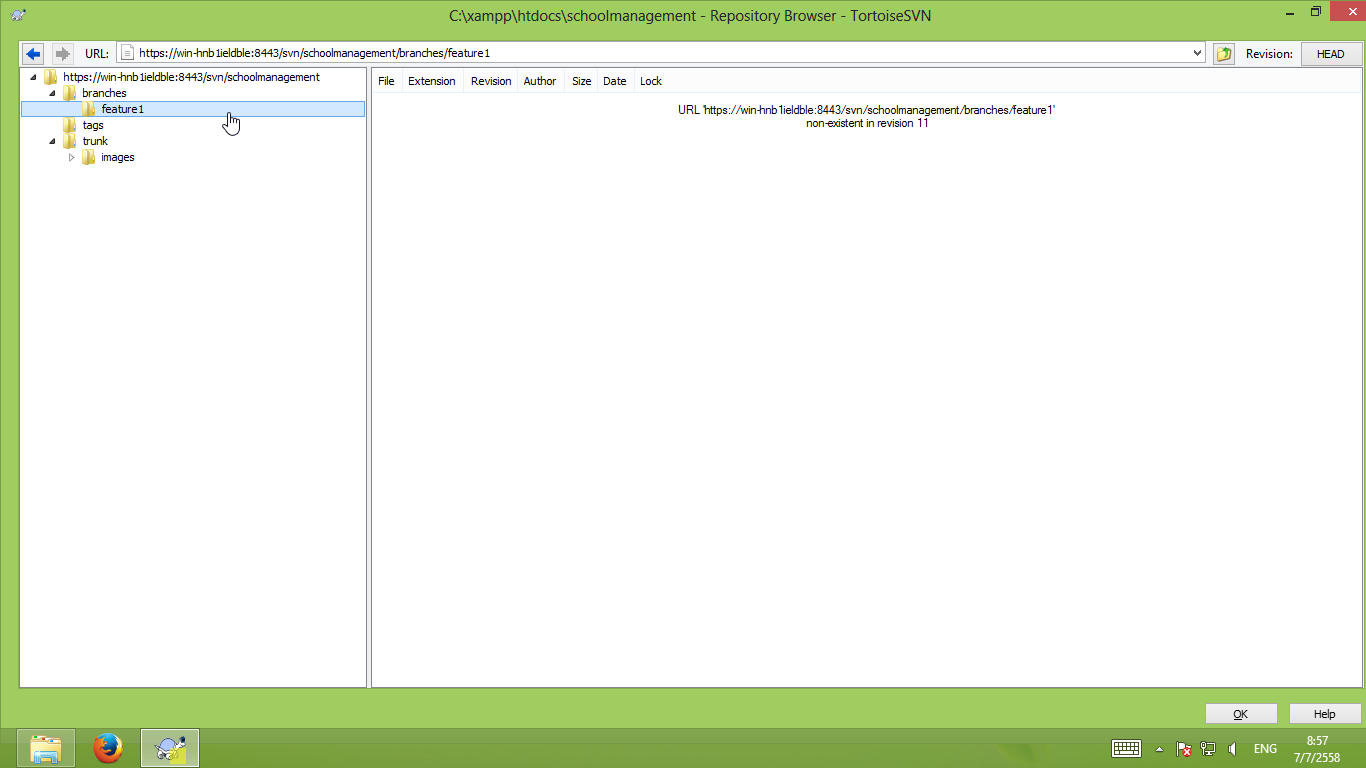 C:\xampp\htdocs\schoolmanagement - Repository Browser - TortoiseSVN
URL: https://win-hnb1ieldble:8443/svn/schoolmanagement/branches/feature1 Revision: HEAD
https://win-hnb1ieldble:8443/svn/schoolmanagement
branches
feature1
tags
trunk
images
File Extension Revision Author Size Date Lock
URL 'https://win-hnb1ieldble:8443/svn/schoolmanagement/branches/feature1'
non-existent in revision 11
OK Help
ENG
8:57
7/7/2558